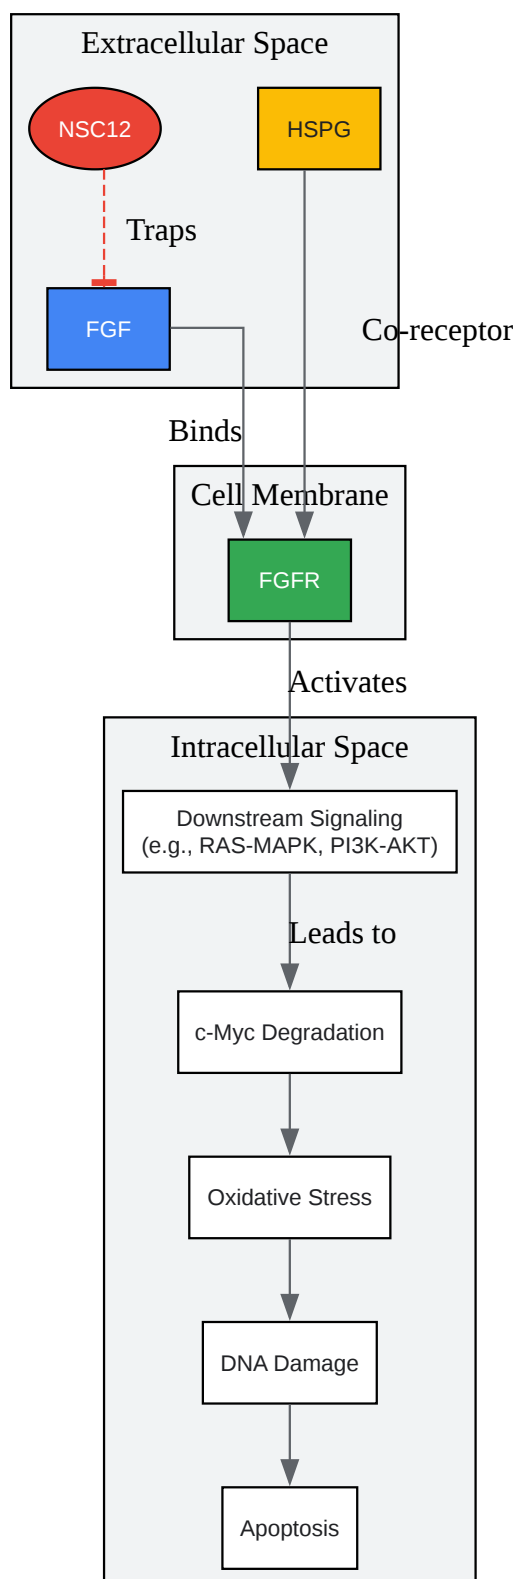 Extracellular Space
NSC12
HSPG
Traps
FGF
Co-receptor
Binds
Cell Membrane
FGFR
Activates
Intracellular Space
Downstream Signaling
(e.g., RAS-MAPK, PI3K-AKT)
Leads to
c-Myc Degradation
Oxidative Stress
DNA Damage
Apoptosis